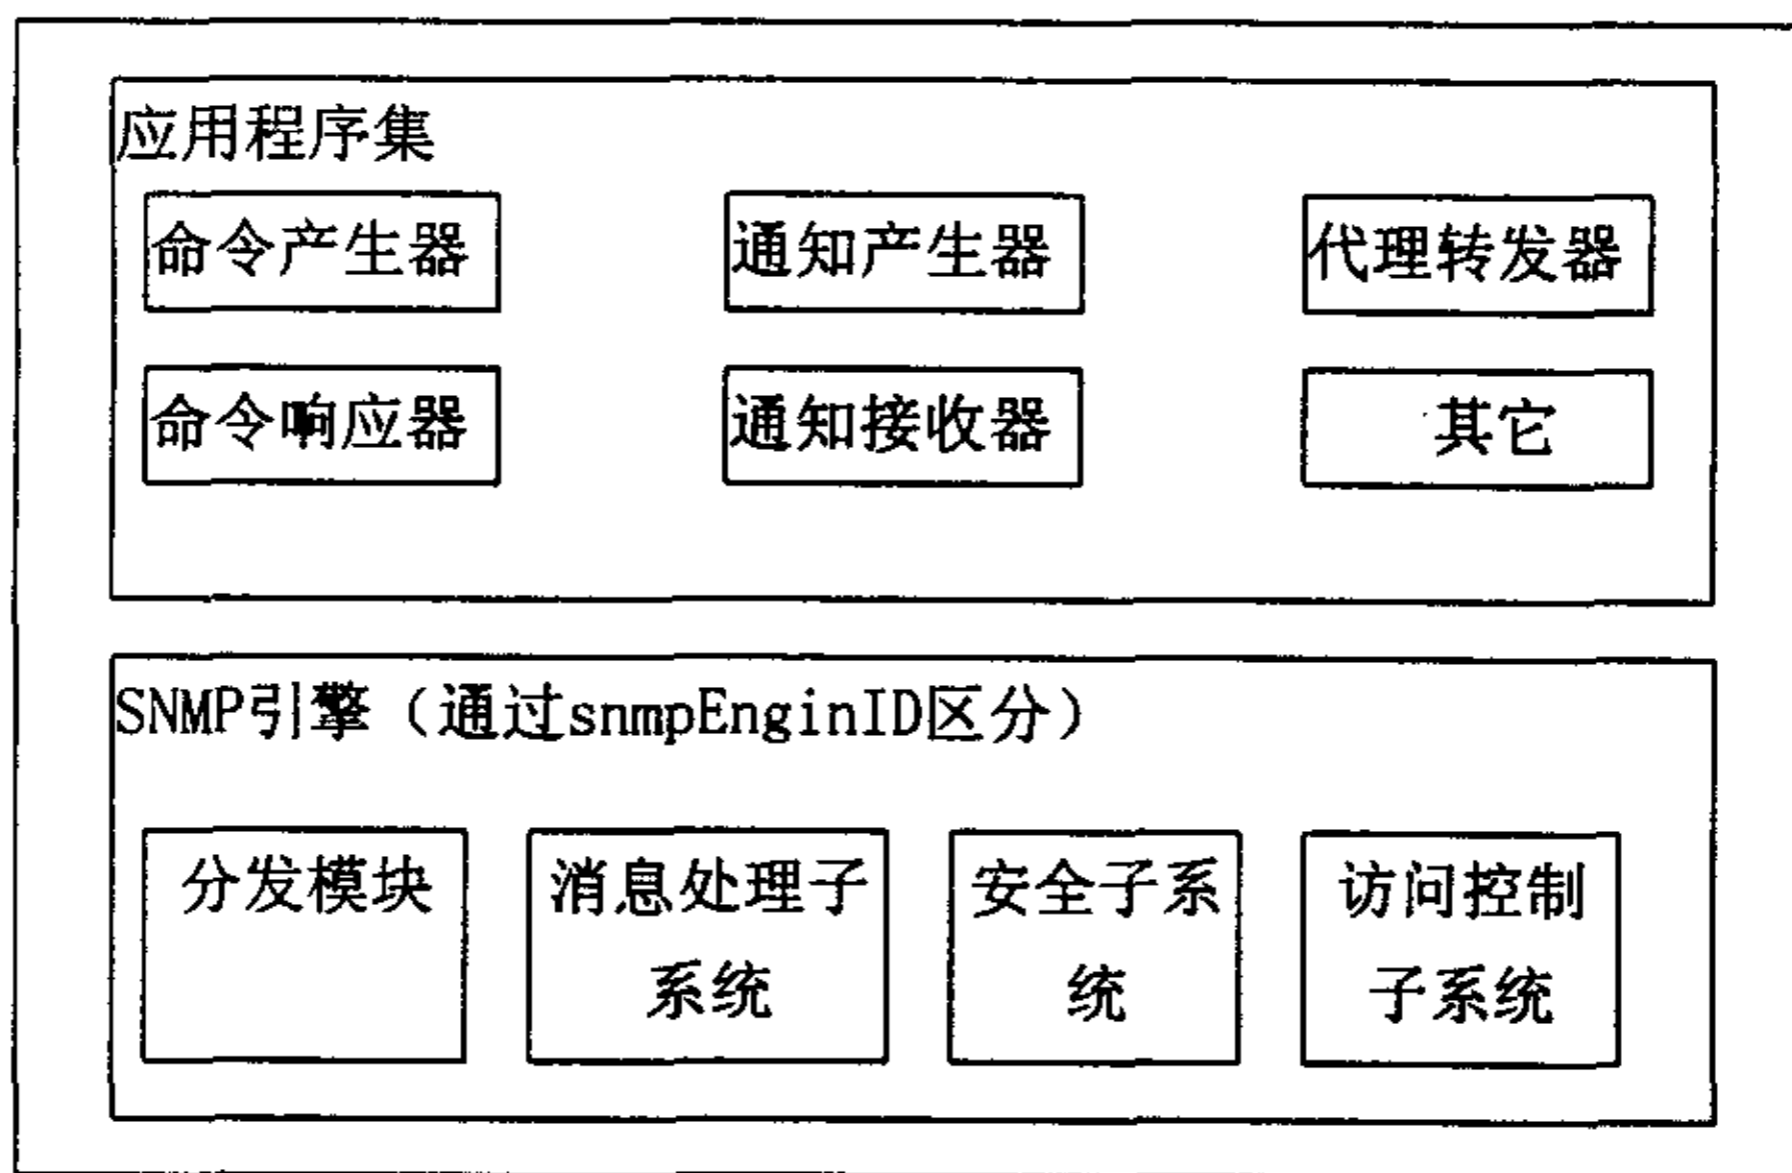 应用程序集
命令产生器
通知产生器
代理转发器
命令响应器
通知接收器
其它
SNMP引擎（通过snmpEnginID区分）
分发模块
消息处理子
系统
安全子系
统
访问控制
子系统